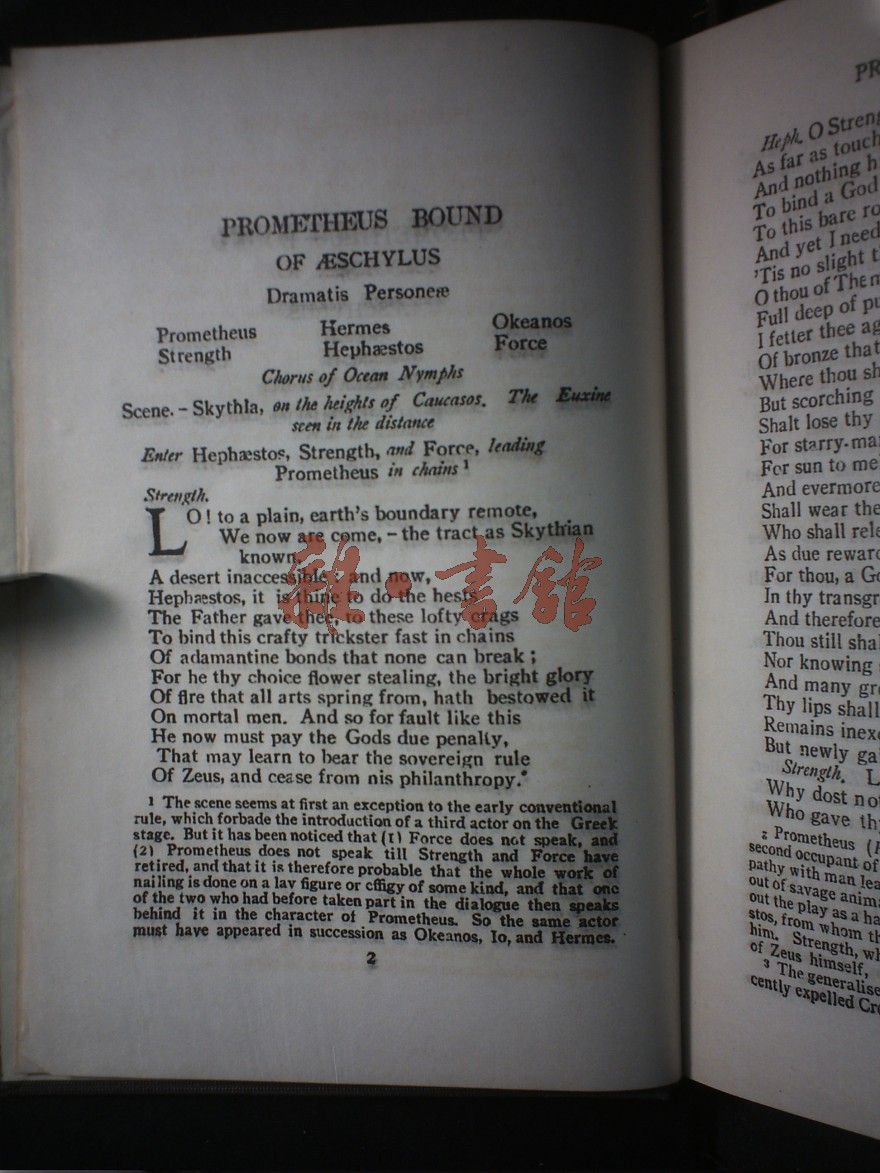 PROMETHEUS BOUND
OF ÆSCHYLUS
Dramatis Personeæ
Prometheus Hermes Okeanos
Strength Hephæstos Force
Chorus of Ocean Nymphs
Scene. - Skythla, on the heights of Caucasos. The Euxine
seen in the distance
Enter Hephæstos, Strength, and Force, leading
Prometheus in chains¹
Strength.
LO! to a plain, earth's boundary remote,
We now are come, - the tract as Skythian
known,
A desert inaccessible: and now,
Hephæstos, it is thine to do the hests
The Father gave thee, to these lofty crags
To bind this crafty trickster fast in chains
Of adamantine bonds that none can break;
For he thy choice flower stealing, the bright glory
Of fire that all arts spring from, hath bestowed it
On mortal men. And so for fault like this
He now must pay the Gods due penalty,
That may learn to bear the sovereign rule
Of Zeus, and cease from nis philanthropy.*
1 The scene seems at first an exception to the early conventional
rule, which forbade the introduction of a third actor on the Greek
stage. But it has been noticed that (1) Force does not speak, and
(2) Prometheus does not speak till Strength and Force have
retired, and that it is therefore probable that the whole work of
nailing is done on a lav figure or cffigy of some kind, and that one
of the two who had before taken part in the dialogue then speaks
behind it in the character of Prometheus. So the same actor
must have appeared in succession as Okeanos, Io, and Hermes.
2
雜·書館
PR
Heph. O Streng
As far as touch
And nothing h
To bind a God
To this bare ro
And yet I need
'Tis no slight t
O thou of Them
Full deep of pu
I fetter thee ag
Of bronze that
Where thou sh
But scorching
Shalt lose thy
For starry-ma
For sun to me
And evermore
Shall wear the
Who shall rele
As due reward
For thou, a Go
In thy transgr
And therefore
Thou still shal
Nor knowing
And many gr
Thy lips shall
Remains inexo
But newly ga
Strength. L
Why dost not
Who gave thy
2 Prometheus (
second occupant of
pathy with man lea
out of savage anima
out the play as a ha
stos, from whom th
him. Strength, wh
of Zeus himself,
3 The generalise
cently expelled Cro